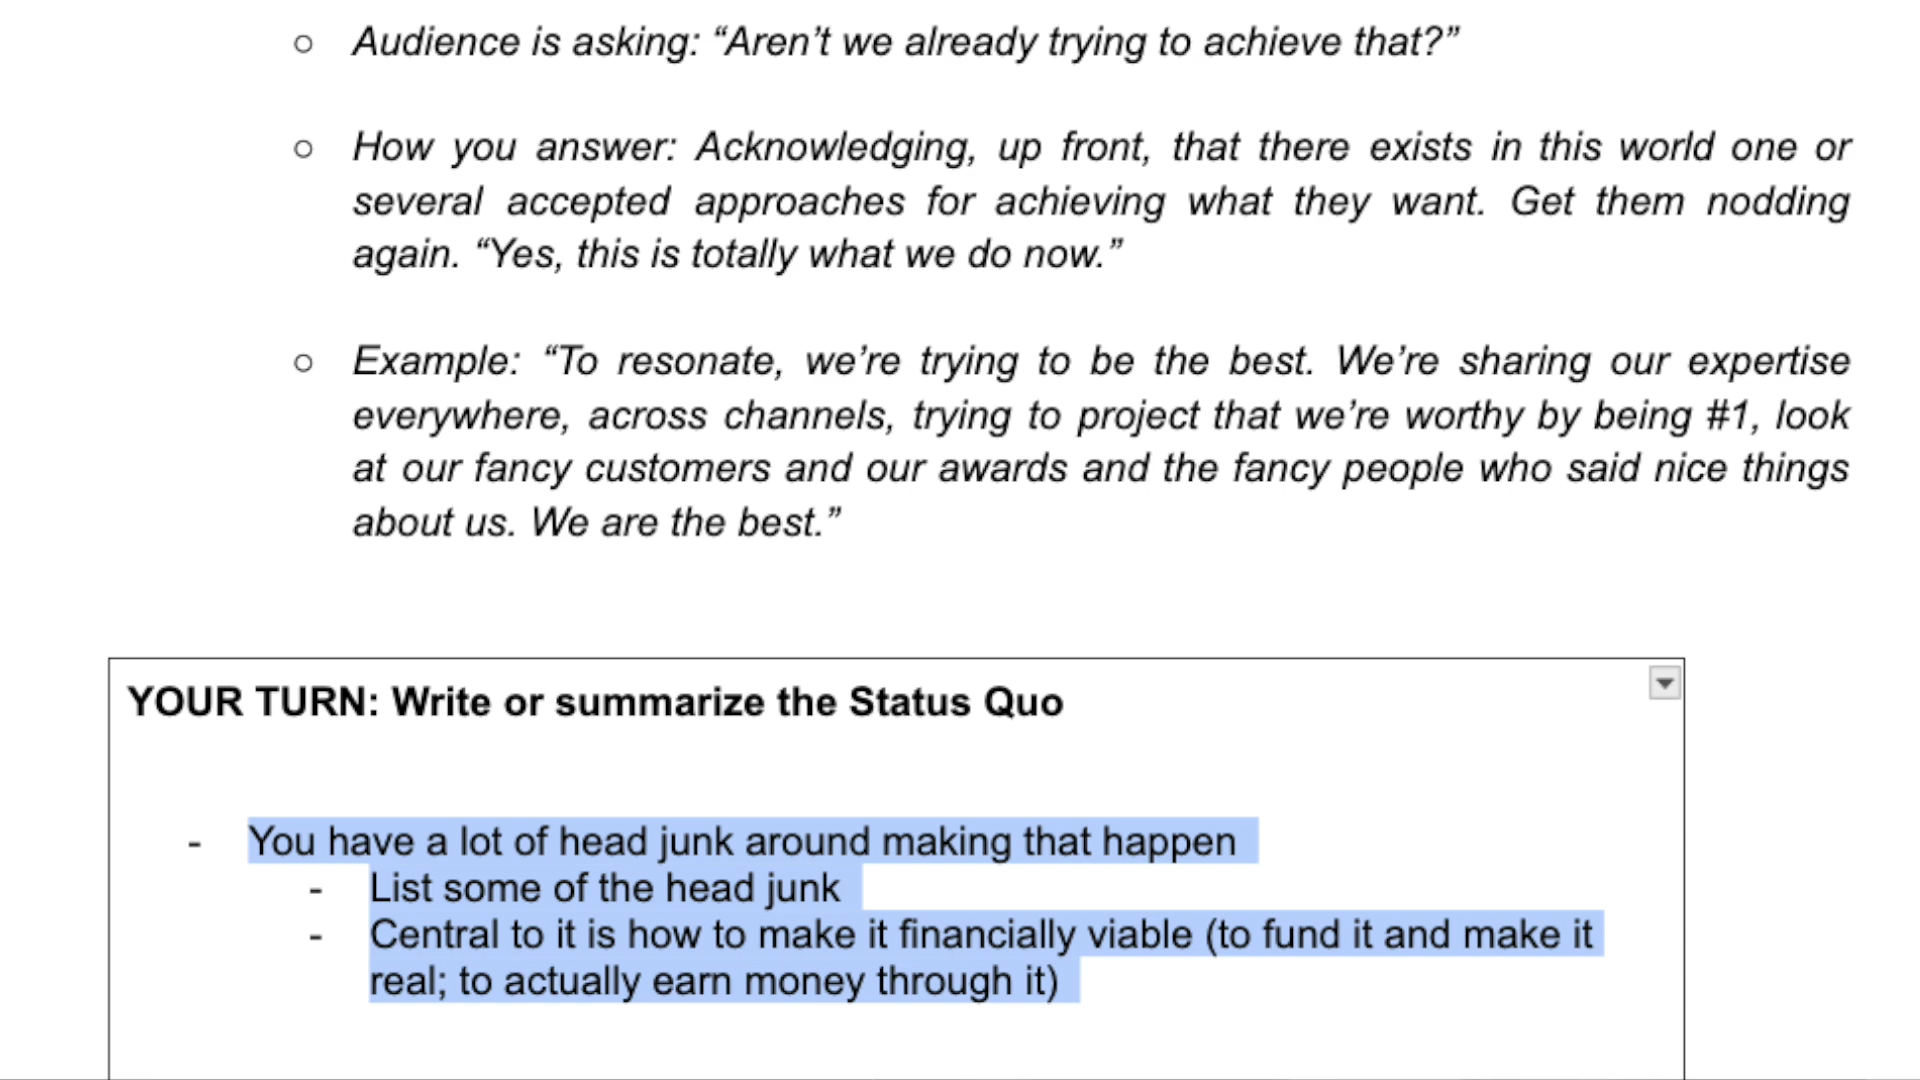 ○ Audience is asking: “Aren’t we already trying to achieve that?”
○ How you answer: Acknowledging, up front, that there exists in this world one or
several accepted approaches for achieving what they want. Get them nodding
again. “Yes, this is totally what we do now.”
○ Example: “To resonate, we’re trying to be the best. We’re sharing our expertise
everywhere, across channels, trying to project that we’re worthy by being #1, look
at our fancy customers and our awards and the fancy people who said nice things
about us. We are the best.”
YOUR TURN: Write or summarize the Status Quo
- You have a lot of head junk around making that happen
- List some of the head junk
- Central to it is how to make it financially viable (to fund it and make it
real; to actually earn money through it)